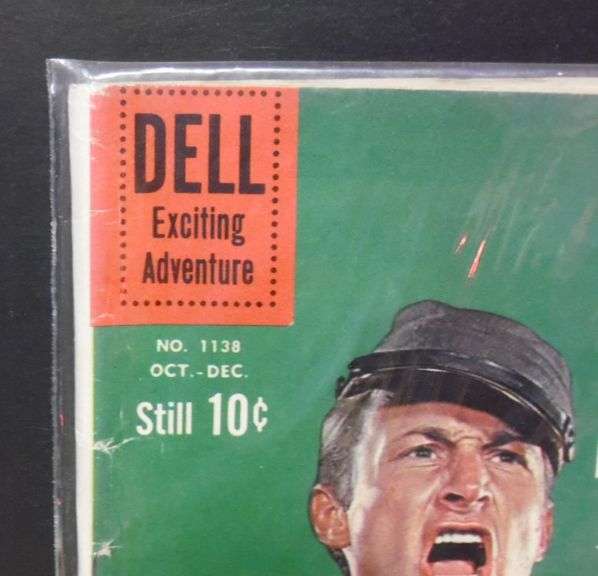 DELL
Exciting
Adventure
NO. 1138
OCT.-DEC.
Still 10¢